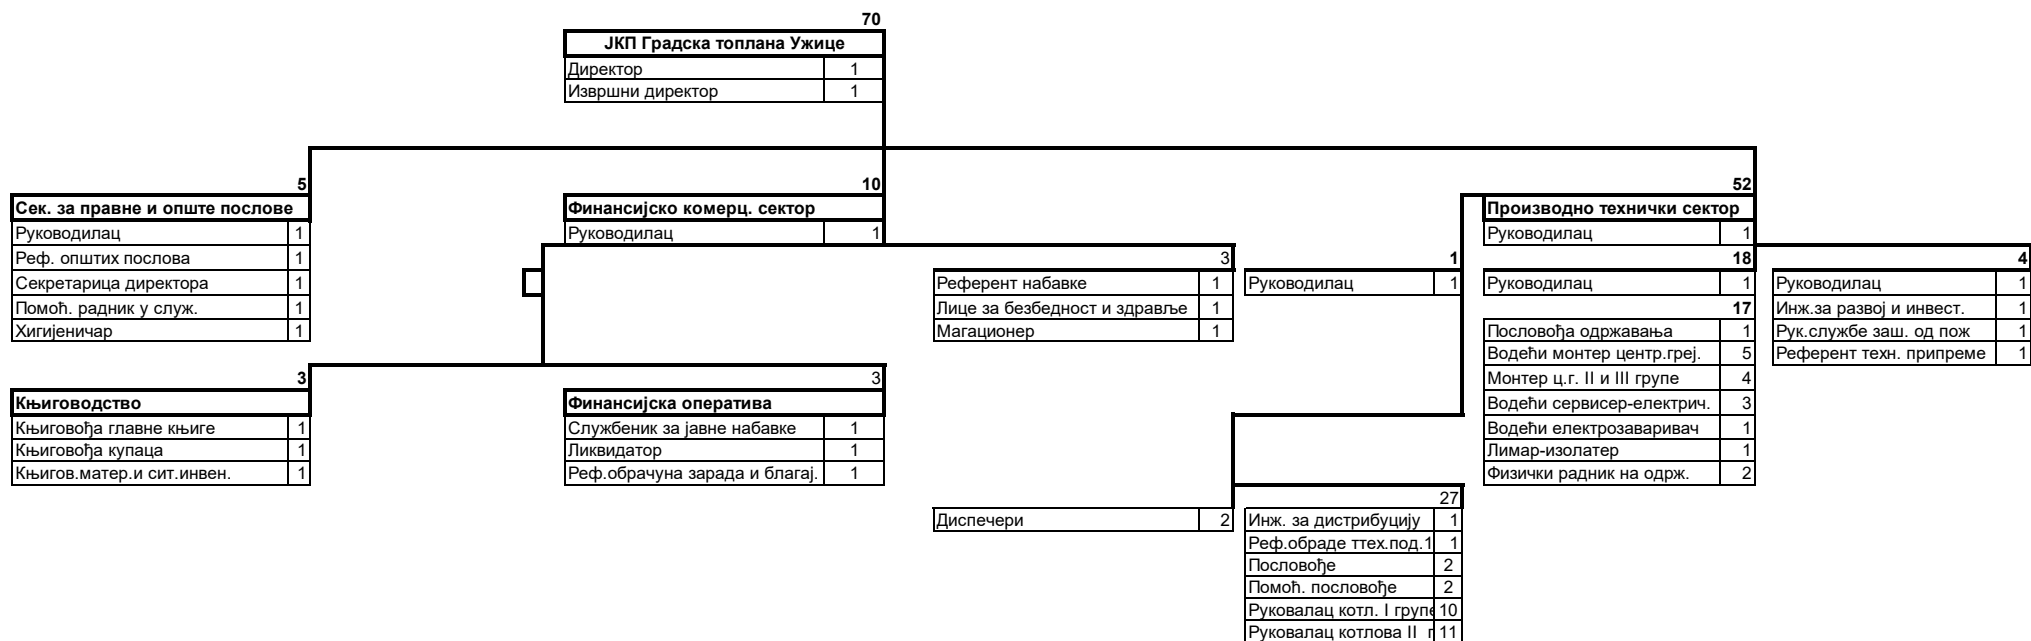 70
ЈКП Градска топлана Ужице
Директор 1
Извршни директор 1
5
Сек. за правне и опште послове
Руководилац 1
Реф. општих послова 1
Секретарица директора 1
Помоћ. радник у служ. 1
Хигијеничар 1
10
Финансијско комерц. сектор
Руководилац 1
3
Референт набавке 1
Лице за безбедност и здравље 1
Магационер 1
3
Књиговодство
Књиговођа главне књиге 1
Књиговођа купаца 1
Књигов.матер.и сит.инвен. 1
3
Финансијска оператива
Службеник за јавне набавке 1
Ликвидатор 1
Реф.обрачуна зарада и благај. 1
52
Производно технички сектор
Руководилац 1
1
Руководилац 1
18
Руководилац 1
17
Пословођа одржавања 1
Водећи монтер центр.греј. 5
Монтер ц.г. II и III групе 4
Водећи сервисер-електрич. 3
Водећи електрозаваривач 1
Лимар-изолатер 1
Физички радник на одрж. 2
4
Руководилац 1
Инж.за развој и инвест. 1
Рук.службе заш. од пож 1
Референт техн. припреме 1
Диспечери 2
27
Инж. за дистрибуцију 1
Реф.обраде ттех.под.1 1
Пословође 2
Помоћ. пословође 2
Руковалац котл. I групе 10
Руковалац котлова II г 11